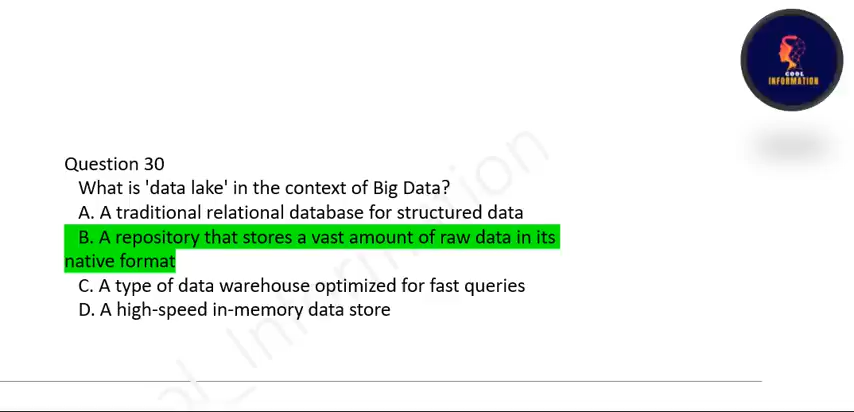 COOL
INFORMATION
Question 30
What is 'data lake' in the context of Big Data?
A. A traditional relational database for structured data
B. A repository that stores a vast amount of raw data in its
native format
C. A type of data warehouse optimized for fast queries
D. A high-speed in-memory data store
ol_Information